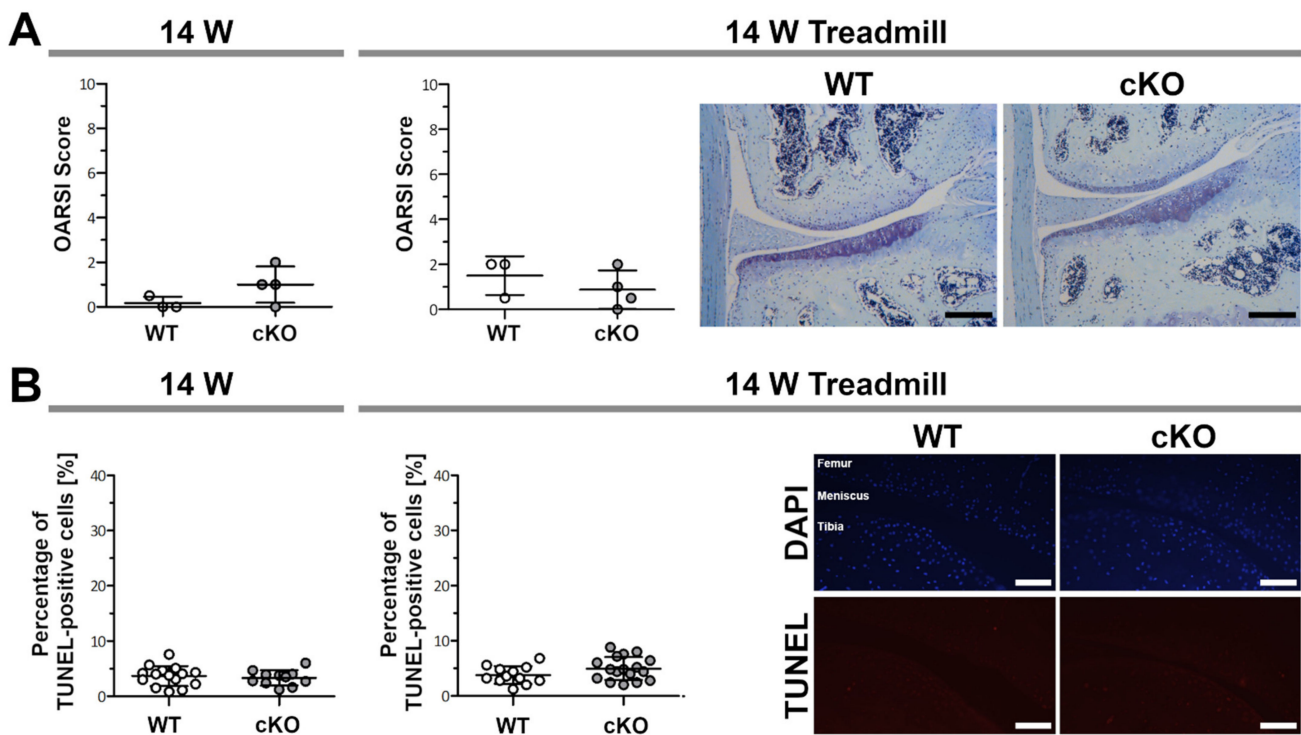 A
14 W
14 W Treadmill
WT
cKO
OARSI Score
10
8
6
4
2
0
WT
cKO
OARSI Score
10
8
6
4
2
0
WT
cKO
B
14 W
14 W Treadmill
WT
cKO
Percentage of
TUNEL-positive cells [%]
40
30
20
10
0
WT
cKO
Percentage of
TUNEL-positive cells [%]
40
30
20
10
0
WT
cKO
DAPI
Femur
Meniscus
Tibia
TUNEL